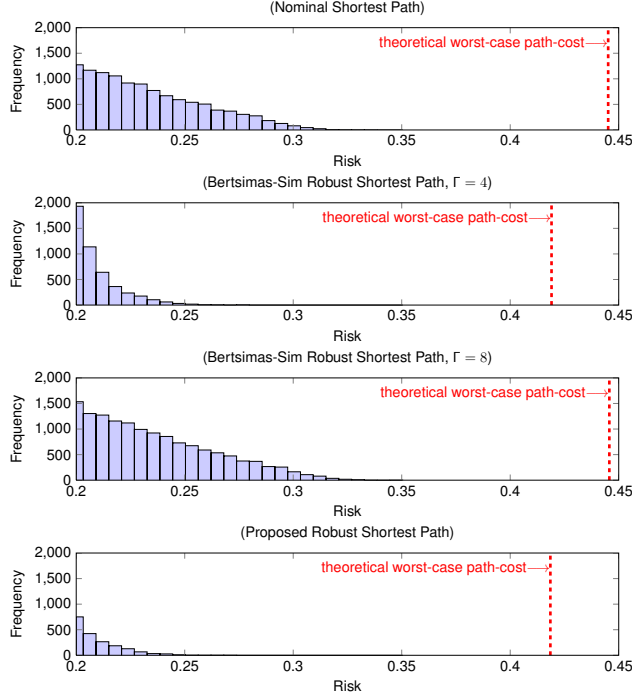 (Nominal Shortest Path)
2,000
1,500
1,000
500
0
Frequency
theoretical worst-case path-cost
0.2 0.25 0.3 0.35 0.4 0.45
Risk
(Bertsimas-Sim Robust Shortest Path, Γ = 4)
2,000
1,500
1,000
500
0
Frequency
theoretical worst-case path-cost
0.2 0.25 0.3 0.35 0.4 0.45
Risk
(Bertsimas-Sim Robust Shortest Path, Γ = 8)
2,000
1,500
1,000
500
0
Frequency
theoretical worst-case path-cost
0.2 0.25 0.3 0.35 0.4 0.45
Risk
(Proposed Robust Shortest Path)
2,000
1,500
1,000
500
0
Frequency
theoretical worst-case path-cost
0.2 0.25 0.3 0.35 0.4 0.45
Risk